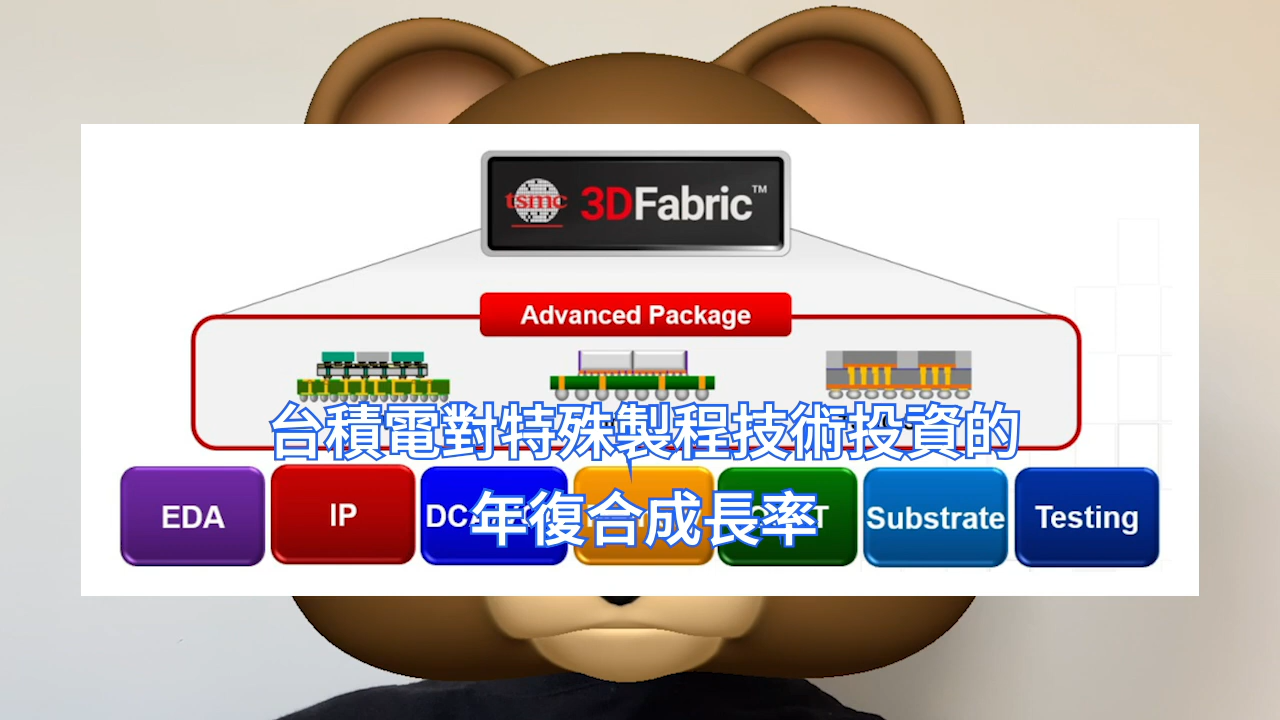 tsmc 3DFabric™
Advanced Package
台積電對特殊製程技術投資的
年復合成長率
EDA
IP
Substrate
Testing